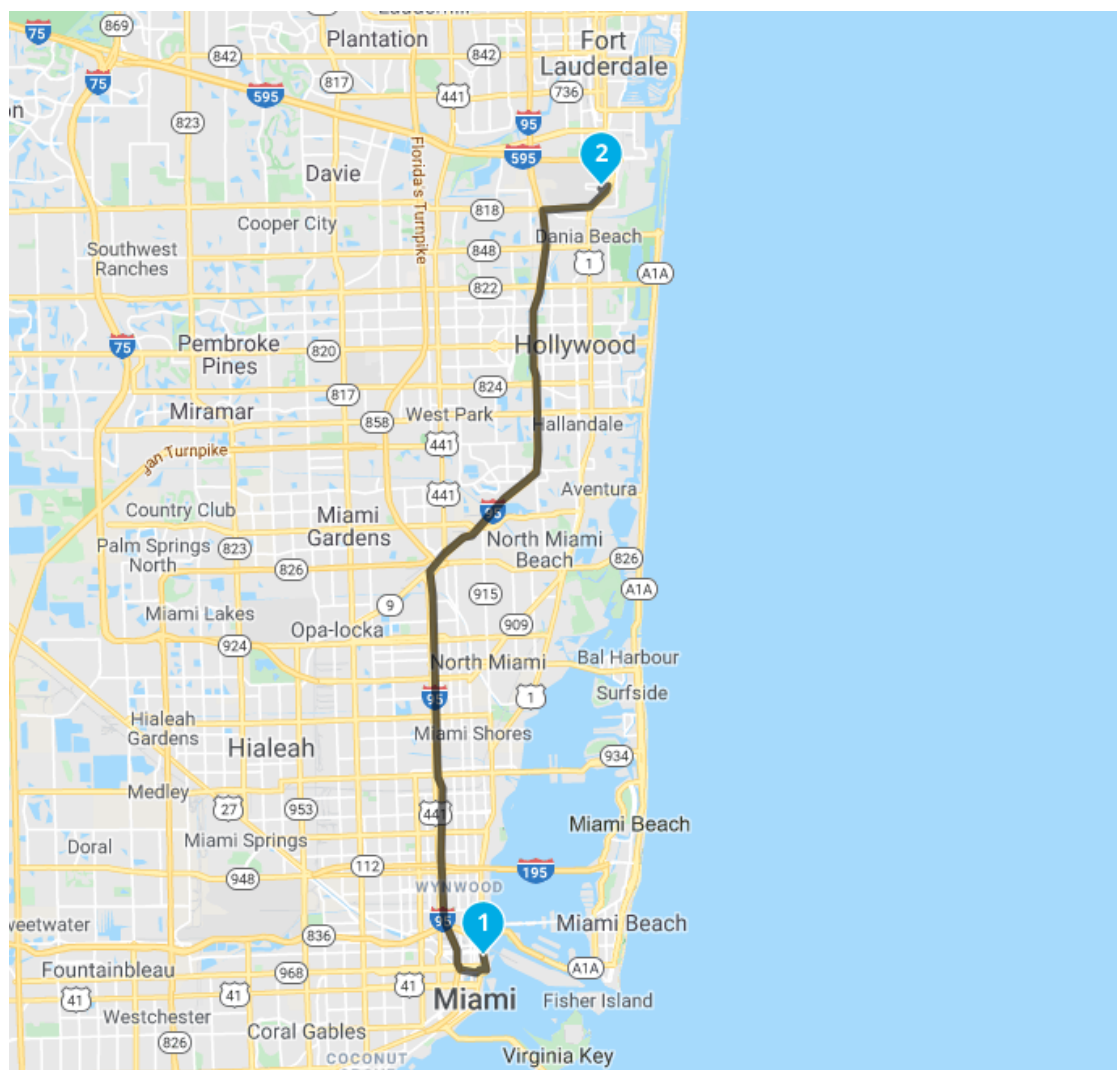 75
869
842
Plantation
842
Fort
Lauderdale
817
75
595
441
736
823
95
Florida's Turnpike
595
2
Davie
818
Cooper City
Dania Beach
Southwest
Ranches
848
1
A1A
822
75
Pembroke
Pines
820
Hollywood
817
824
Miramar
858
West Park
Hallandale
441
Turnpike
441
Aventura
Country Club
Miami
Gardens
95
Palm Springs
North
823
North Miami
Beach
826
826
A1A
9
915
Miami Lakes
Opa-locka
909
924
North Miami
Bal Harbour
95
1
Surfside
Hialeah
Gardens
Hialeah
Miami Shores
934
Medley
27
953
441
Miami Beach
Doral
Miami Springs
112
195
948
WYNWOOD
95
1
Miami Beach
836
Fountainbleau
968
A1A
41
41
41
Miami
Fisher Island
Westchester
826
Coral Gables
COCONUT
Virginia Key